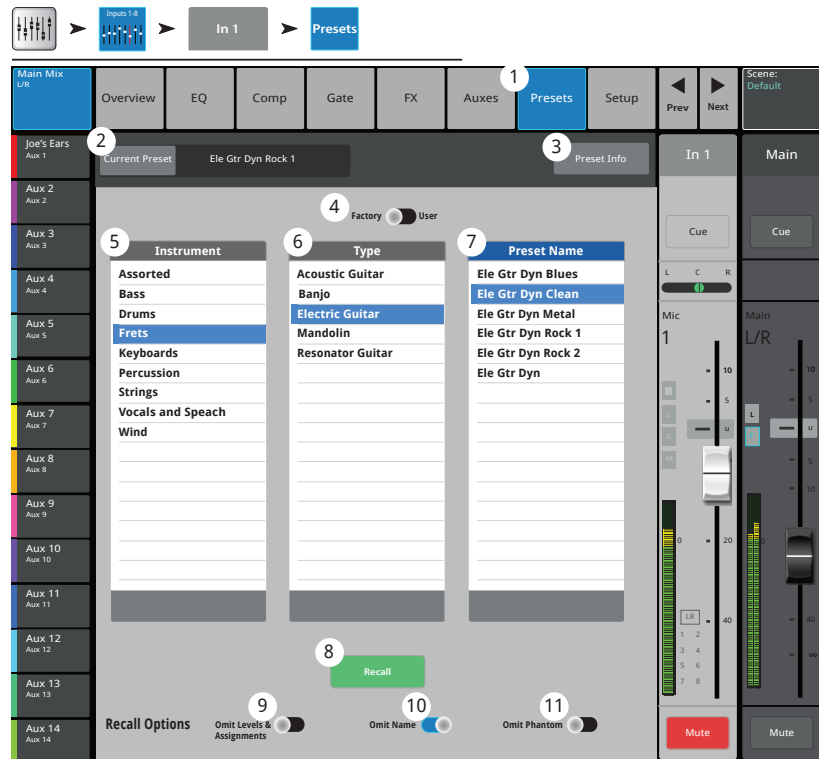 Inputs 1-8
In 1
Presets
Main Mix
L/R
Overview
EQ
Comp
Gate
FX
Auxes
1
Presets
Setup
Prev
Next
Scene:
Default
Joe's Ears
Aux 1
Aux 2
Aux 2
Aux 3
Aux 3
Aux 4
Aux 4
Aux 5
Aux 5
Aux 6
Aux 6
Aux 7
Aux 7
Aux 8
Aux 8
Aux 9
Aux 9
Aux 10
Aux 10
Aux 11
Aux 11
Aux 12
Aux 12
Aux 13
Aux 13
Aux 14
Aux 14
2
Current Preset
Ele Gtr Dyn Rock 1
3
Preset Info
4
Factory
User
5
Instrument
Assorted
Bass
Drums
Frets
Keyboards
Percussion
Strings
Vocals and Speach
Wind
6
Type
Acoustic Guitar
Banjo
Electric Guitar
Mandolin
Resonator Guitar
7
Preset Name
Ele Gtr Dyn Blues
Ele Gtr Dyn Clean
Ele Gtr Dyn Metal
Ele Gtr Dyn Rock 1
Ele Gtr Dyn Rock 2
Ele Gtr Dyn
8
Recall
Recall Options
9
Omit Levels &
Assignments
10
Omit Name
11
Omit Phantom
In 1
Cue
L C R
Mic
1
10
5
U
0
20
LR
40
1 2
3 4
5 6
7 8
Mute
Main
Cue
Main
L/R
10
5
L
U
5
10
0
20
40
∞
Mute